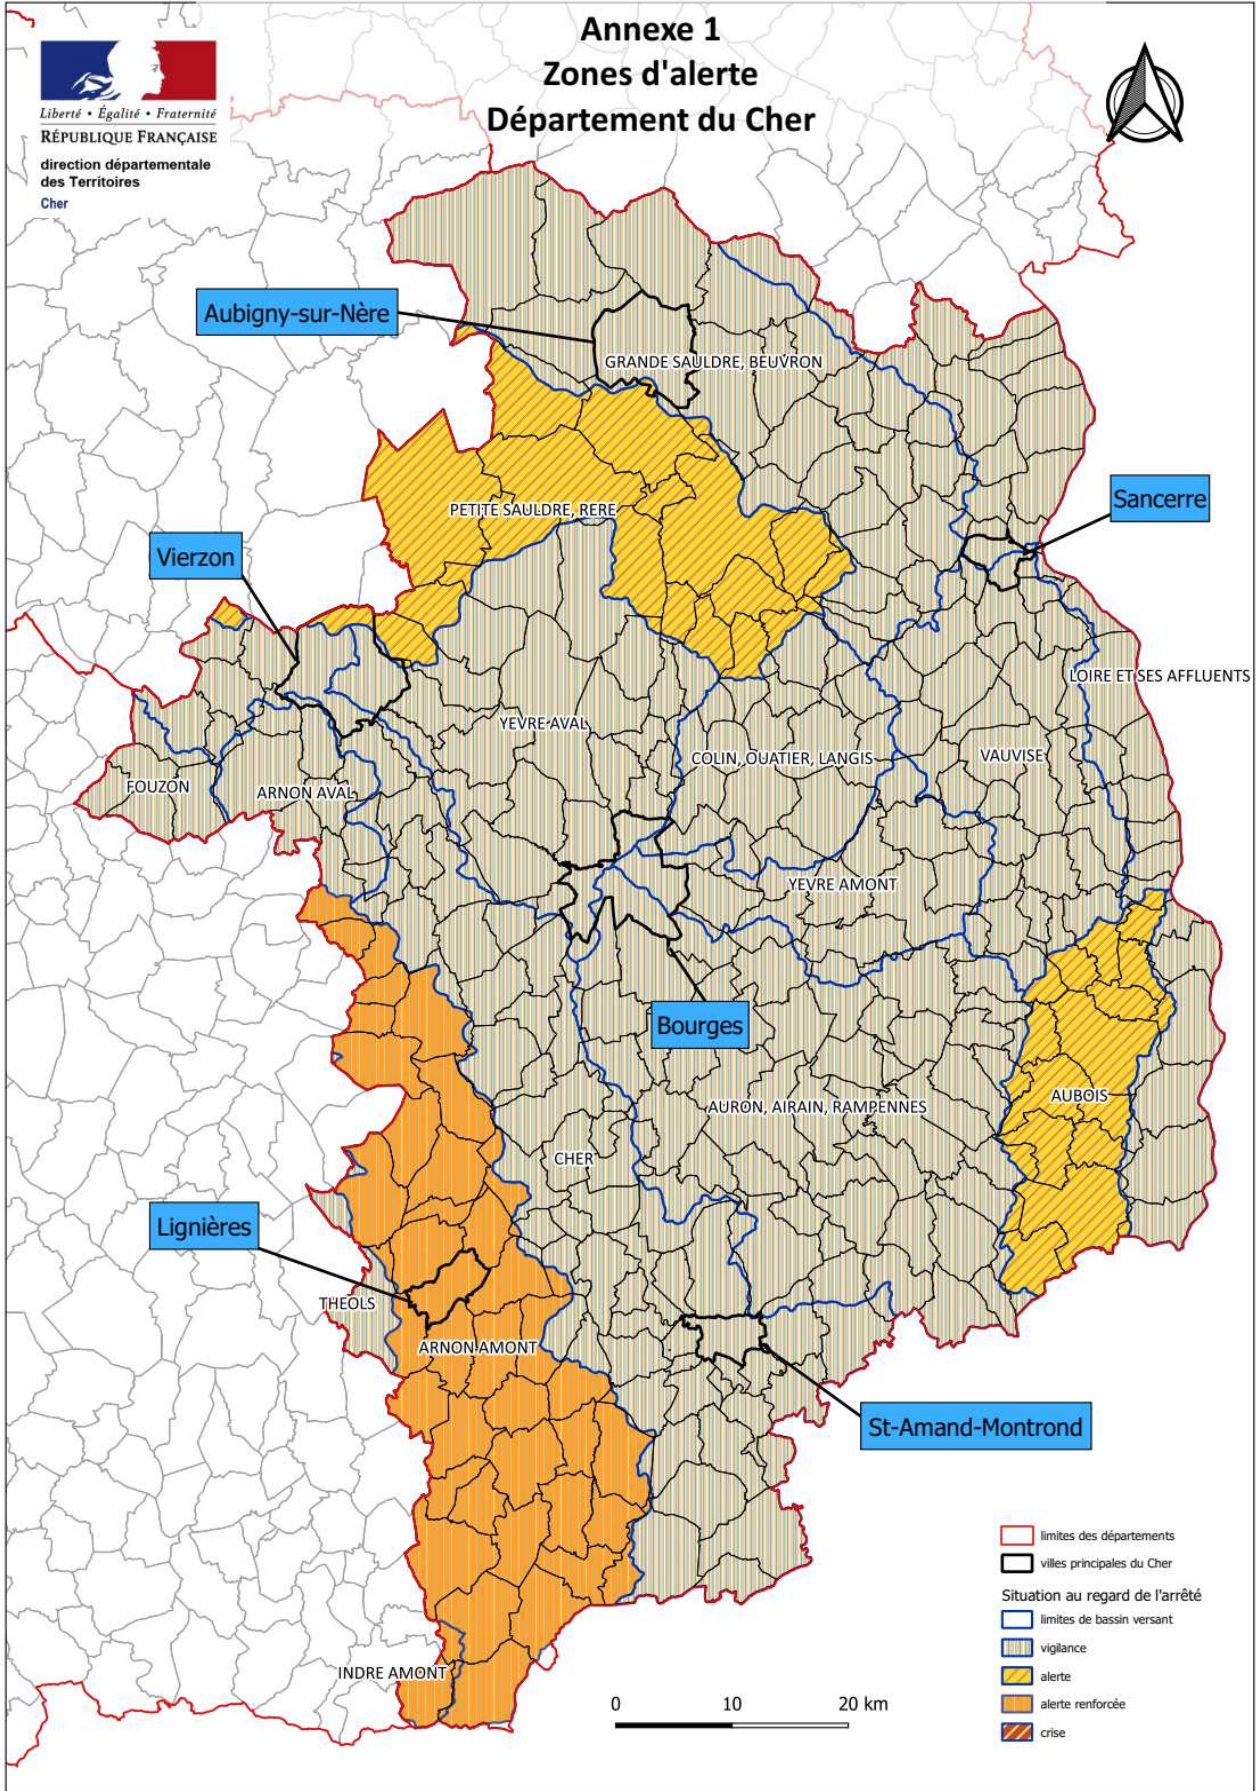 Annexe 1
Zones d'alerte
Département du Cher
Liberté • Égalité • Fraternité
RÉPUBLIQUE FRANÇAISE
direction départementale
des Territoires
Cher
Aubigny-sur-Nère
GRANDE SAULDRE, BEUVRON
Sancerre
PETITE SAULDRE, RERE
Vierzon
LOIRE ET SES AFFLUENTS
YEVRE AVAL
COLIN, OUATIER, LANGIS
VAUVISE
FOUZON
ARNON AVAL
YEVRE AMONT
Bourges
AUBOIS
AURON, AIRAIN, RAMPENNES
CHER
Lignières
THEOLS
ARNON AMONT
St-Amand-Montrond
INDRE AMONT
0 10 20 km
limites des départements
villes principales du Cher
Situation au regard de l'arrêté
limites de bassin versant
vigilance
alerte
alerte renforcée
crise